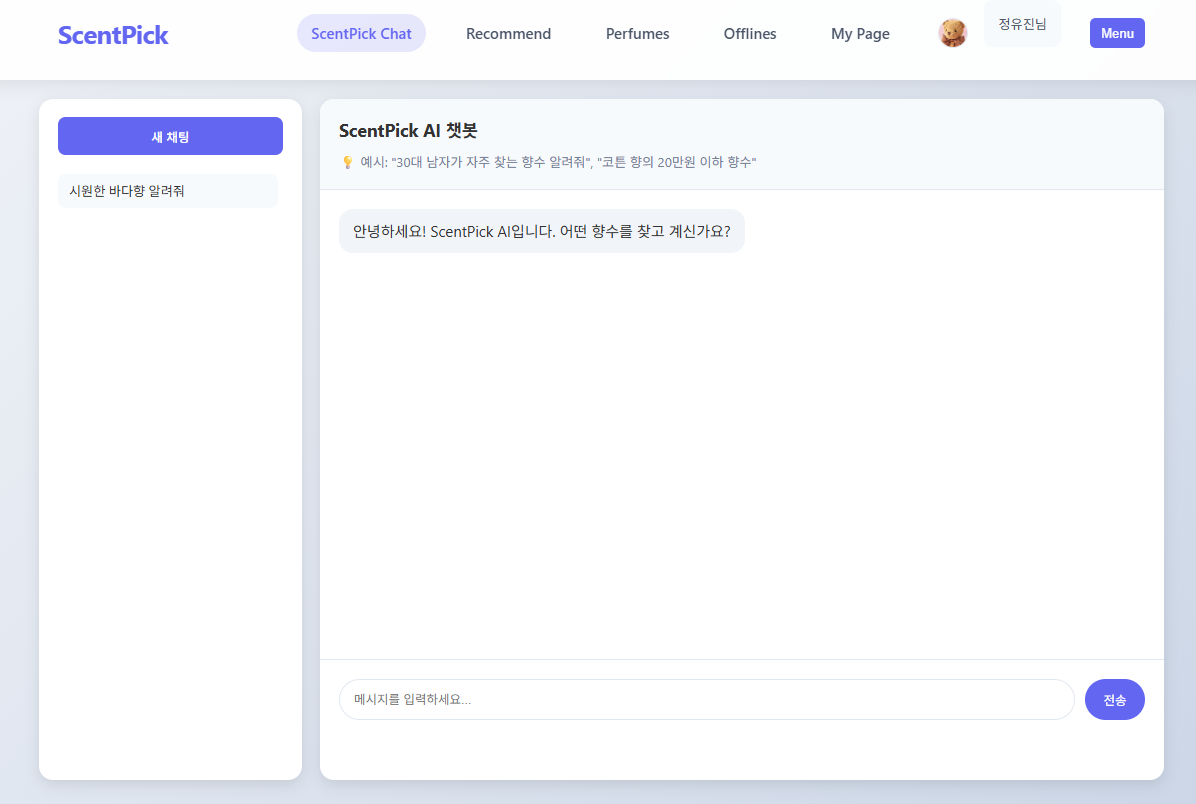 ScentPick
ScentPick Chat
Recommend
Perfumes
Offlines
My Page
정유진님
Menu
새 채팅
시원한 바다향 알려줘
ScentPick AI 챗봇
예시: "30대 남자가 자주 찾는 향수 알려줘", "코튼 향의 20만원 이하 향수"
안녕하세요! ScentPick AI입니다. 어떤 향수를 찾고 계신가요?
메시지를 입력하세요...
전송